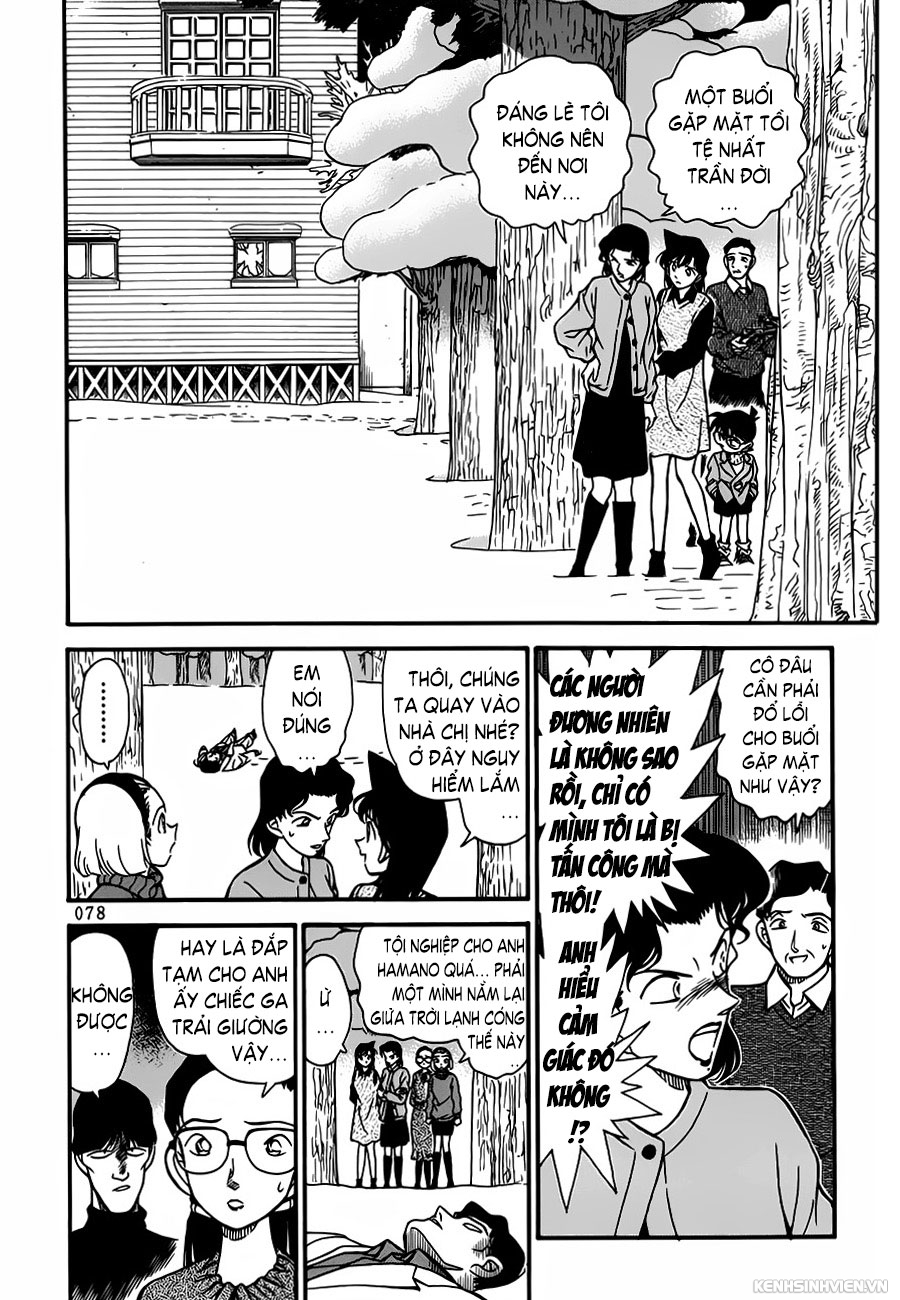 MỘT BUỔI
GẶP MẶT TỒI
TỆ NHẤT
TRẦN ĐỜI
...
ĐÁNG LẼ TÔI
KHÔNG NÊN
ĐẾN NƠI
NÀY...
CÔ ĐÂU
CẦN PHẢI
ĐỔ LỖI
CHO BUỔI
GẶP MẶT
NHƯ VẬY?
CÁC NGƯỜI
ĐƯƠNG NHIÊN
LÀ KHÔNG SAO
RỒI, CHỈ CÓ
MÌNH TÔI LÀ BỊ
TẤN CÔNG MÀ
THÔI!
ANH
HIỂU
CẢM
GIÁC ĐÓ
KHÔNG
!?
THÔI, CHÚNG
TA QUAY VÀO
NHÀ CHỊ NHÉ?
Ở ĐÂY NGUY
HIỂM LẮM
...
EM
NÓI
ĐÚNG
...
.........
078
TỘI NGHIỆP CHO ANH
HAMANO QUÁ... PHẢI
MỘT MÌNH NẰM LẠI
GIỮA TRỜI LẠNH CÓNG
THẾ NÀY
Ừ
...
HAY LÀ ĐẮP
TẠM CHO ANH
ẤY CHIẾC GA
TRẢI GIƯỜNG
VẬY...
KHÔNG
ĐƯỢC
...
KENHSINHVIEN.VN